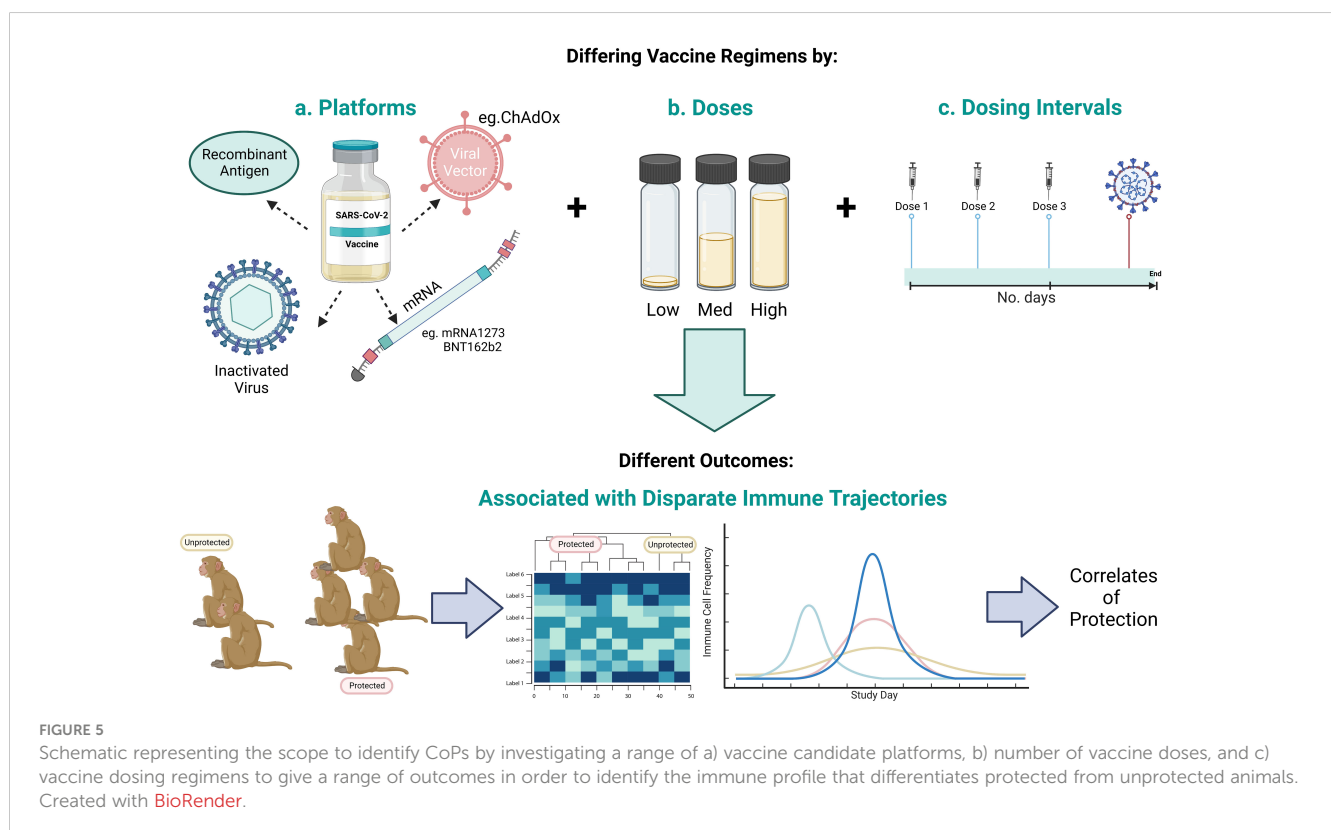 Differing Vaccine Regimens by:
a. Platforms
b. Doses
c. Dosing Intervals
Recombinant
Antigen
eg.ChAdOx
Viral
Vector
SARS-CoV-2
Vaccine
mRNA
eg. mRNA1273
BNT162b2
Inactivated
Virus
+
Low Med High
+
Dose 1 Dose 2 Dose 3
End
No. days
Different Outcomes:
Associated with Disparate Immune Trajectories
Unprotected
Protected
Protected
Unprotected
Label 6
Label 5
Label 4
Label 3
Label 2
Label 1
0 10 20 30 40 50
Immune Cell Frequency
Study Day
Correlates
of
Protection
FIGURE 5
Schematic representing the scope to identify CoPs by investigating a range of a) vaccine candidate platforms, b) number of vaccine doses, and c)
vaccine dosing regimens to give a range of outcomes in order to identify the immune profile that differentiates protected from unprotected animals.
Created with BioRender.